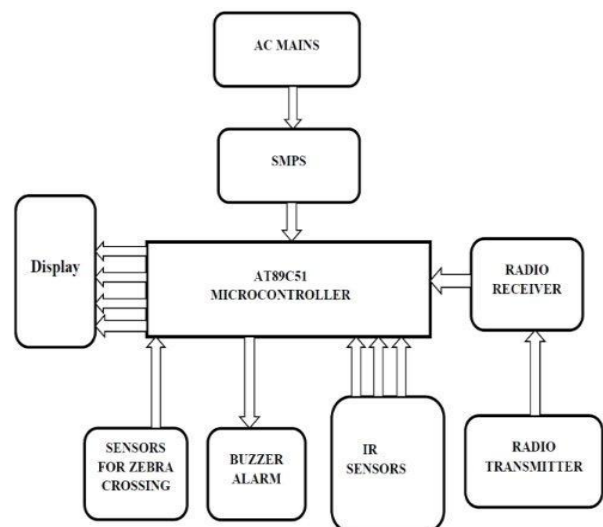 AC MAINS
SMPS
Display
AT89C51
MICROCONTROLLER
RADIO
RECEIVER
SENSORS
FOR ZEBRA
CROSSING
BUZZER
ALARM
IR
SENSORS
RADIO
TRANSMITTER